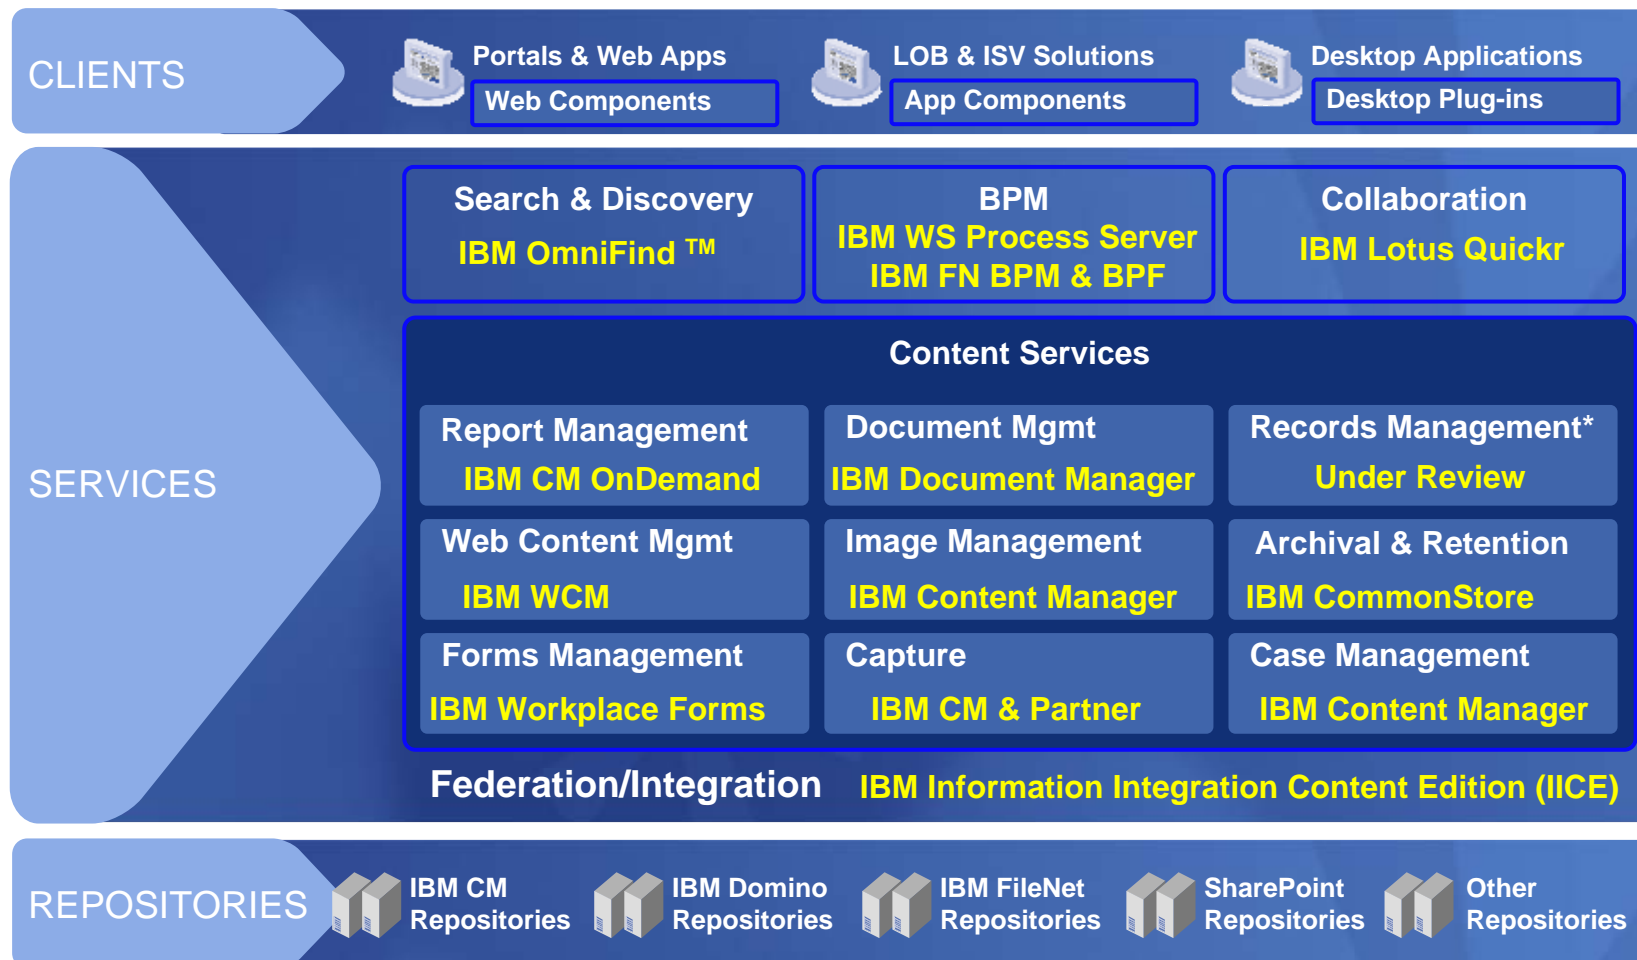 CLIENTS
Portals & Web Apps
Web Components
LOB & ISV Solutions
App Components
Desktop Applications
Desktop Plug-ins
SERVICES
Search & Discovery
IBM OmniFind TM
BPM
IBM WS Process Server
IBM FN BPM & BPF
Collaboration
IBM Lotus Quickr
Content Services
Report Management
IBM CM OnDemand
Document Mgmt
IBM Document Manager
Records Management*
Under Review
Web Content Mgmt
IBM WCM
Image Management
IBM Content Manager
Archival & Retention
IBM CommonStore
Forms Management
IBM Workplace Forms
Capture
IBM CM & Partner
Case Management
IBM Content Manager
Federation/Integration IBM Information Integration Content Edition (IICE)
REPOSITORIES
IBM CM
Repositories
IBM Domino
Repositories
IBM FileNet
Repositories
SharePoint
Repositories
Other
Repositories